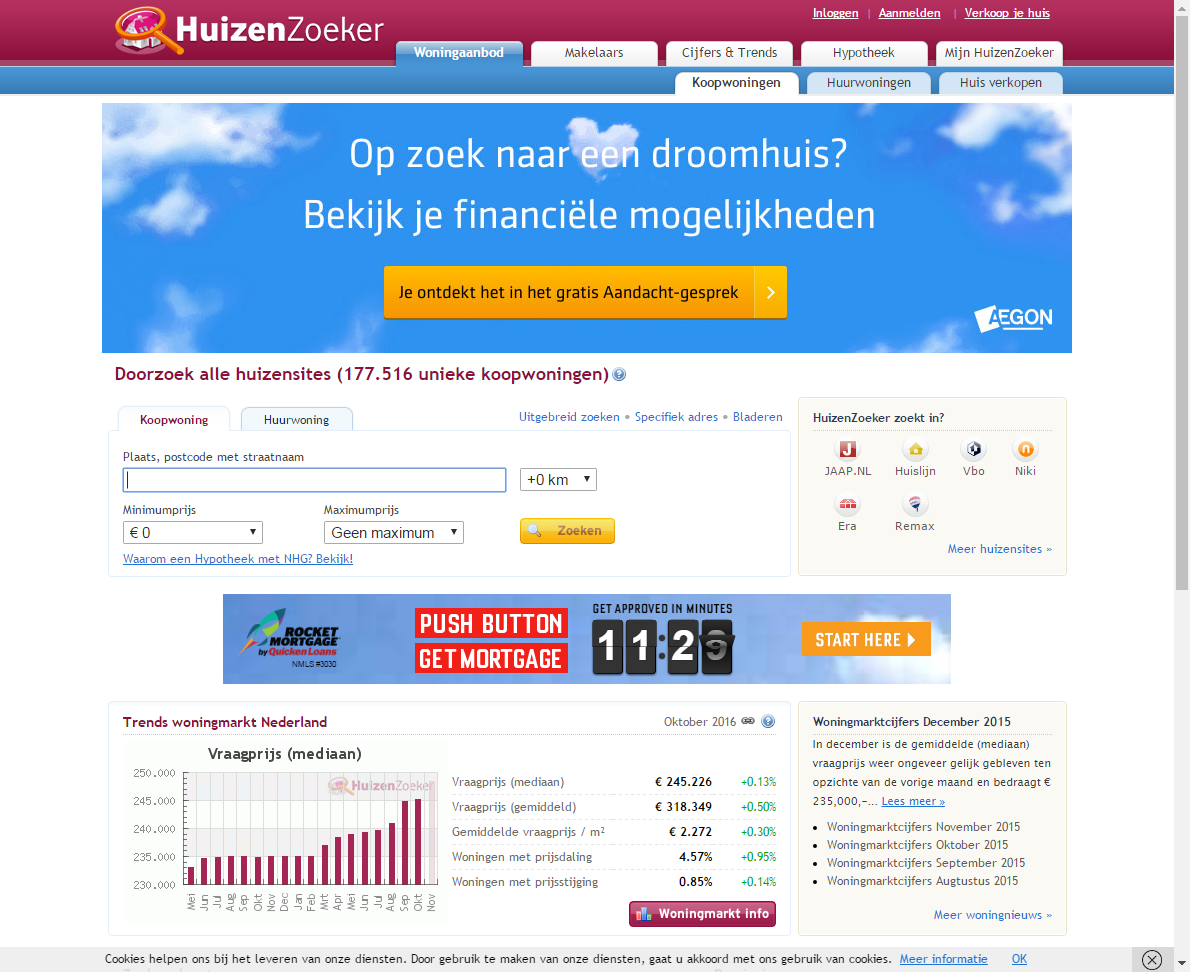 Inloggen | Aanmelden | Verkoop je huis
HuizenZoeker
Woningaanbod Makelaars Cijfers & Trends Hypotheek Mijn HuizenZoeker
Koopwoningen Huurwoningen Huis verkopen
Op zoek naar een droomhuis?
Bekijk je financiële mogelijkheden
Je ontdekt het in het gratis Aandacht-gesprek
AEGON
Doorzoek alle huizensites (177.516 unieke koopwoningen)
Koopwoning Huurwoning
Uitgebreid zoeken • Specifiek adres • Bladeren
Plaats, postcode met straatnaam
+0 km
Minimumprijs Maximumprijs
€ 0 Geen maximum Zoeken
Waarom een Hypotheek met NHG? Bekijk!
HuizenZoeker zoekt in?
JAAP.NL Huislijn Vbo Niki
Era Remax
Meer huizensites »
ROCKET
MORTGAGE
by Quicken Loans
NMLS #3030
PUSH BUTTON
GET MORTGAGE
GET APPROVED IN MINUTES
11:29
START HERE
Trends woningmarkt Nederland
Oktober 2016
Vraagprijs (mediaan)
HuizenZoeker
250.000
245.000
240.000
235.000
230.000
Mei Jun Jul Aug Sep Okt Nov Dec Jan Feb Mrt Apr Mei Jun Jul Aug Sep Okt Nov
Vraagprijs (mediaan) € 245.226 +0.13%
Vraagprijs (gemiddeld) € 318.349 +0.50%
Gemiddelde vraagprijs / m² € 2.272 +0.30%
Woningen met prijsdaling 4.57% +0.95%
Woningen met prijsstijging 0.85% +0.14%
Woningmarkt info
Woningmarktcijfers December 2015
In december is de gemiddelde (mediaan)
vraagprijs weer ongeveer gelijk gebleven ten
opzichte van de vorige maand en bedraagt €
235,000,-... Lees meer »
• Woningmarktcijfers November 2015
• Woningmarktcijfers Oktober 2015
• Woningmarktcijfers September 2015
• Woningmarktcijfers Augtustus 2015
Meer woningnieuws »
Cookies helpen ons bij het leveren van onze diensten. Door gebruik te maken van onze diensten, gaat u akkoord met ons gebruik van cookies. Meer informatie OK